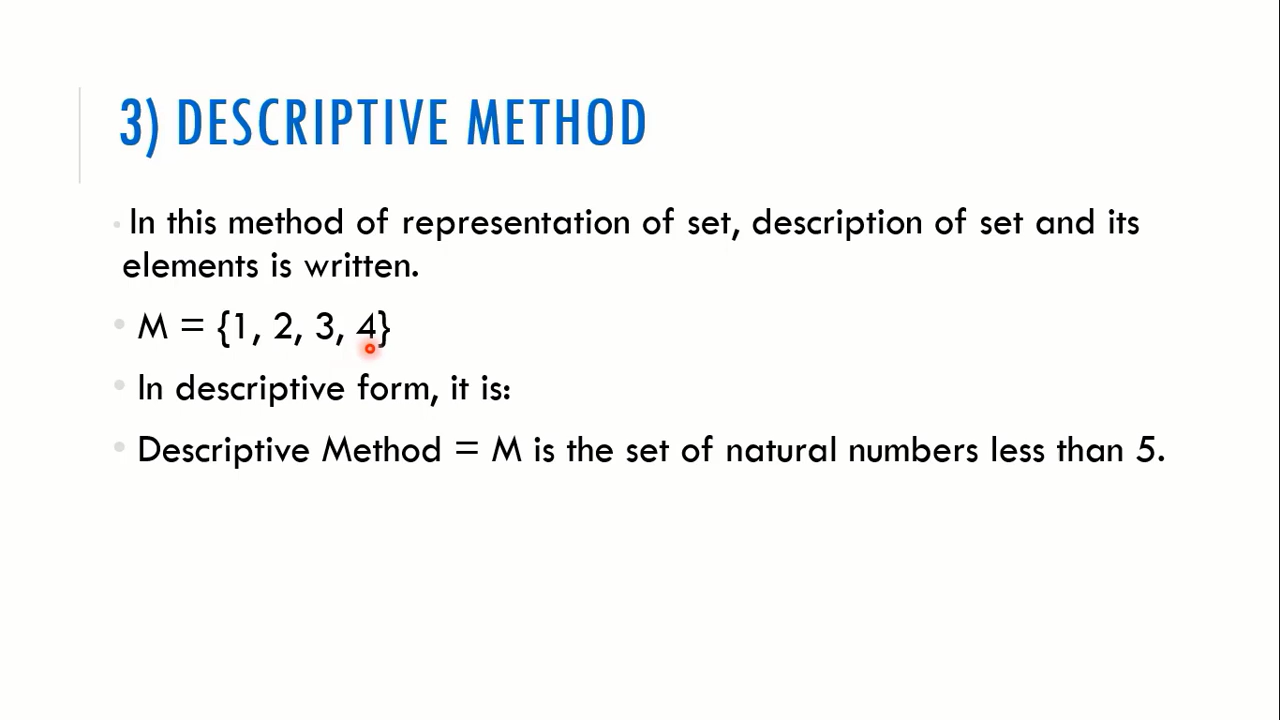 3) DESCRIPTIVE METHOD
• In this method of representation of set, description of set and its
elements is written.
• M = {1, 2, 3, 4}
• In descriptive form, it is:
• Descriptive Method = M is the set of natural numbers less than 5.